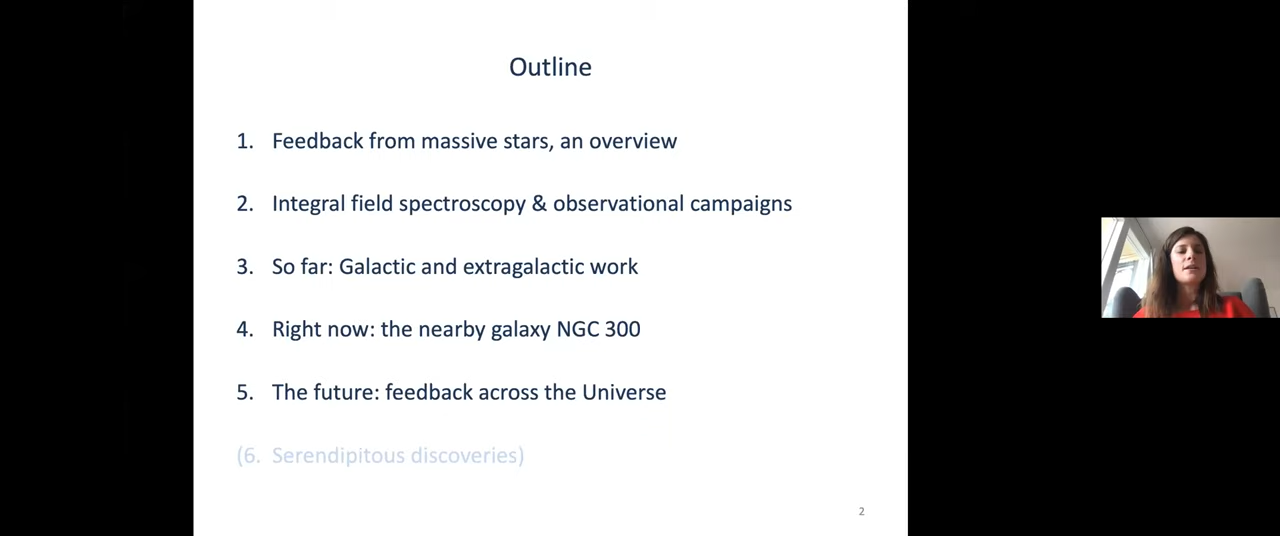 Outline
1. Feedback from massive stars, an overview
2. Integral field spectroscopy & observational campaigns
3. So far: Galactic and extragalactic work
4. Right now: the nearby galaxy NGC 300
5. The future: feedback across the Universe
(6. Serendipitous discoveries)
2